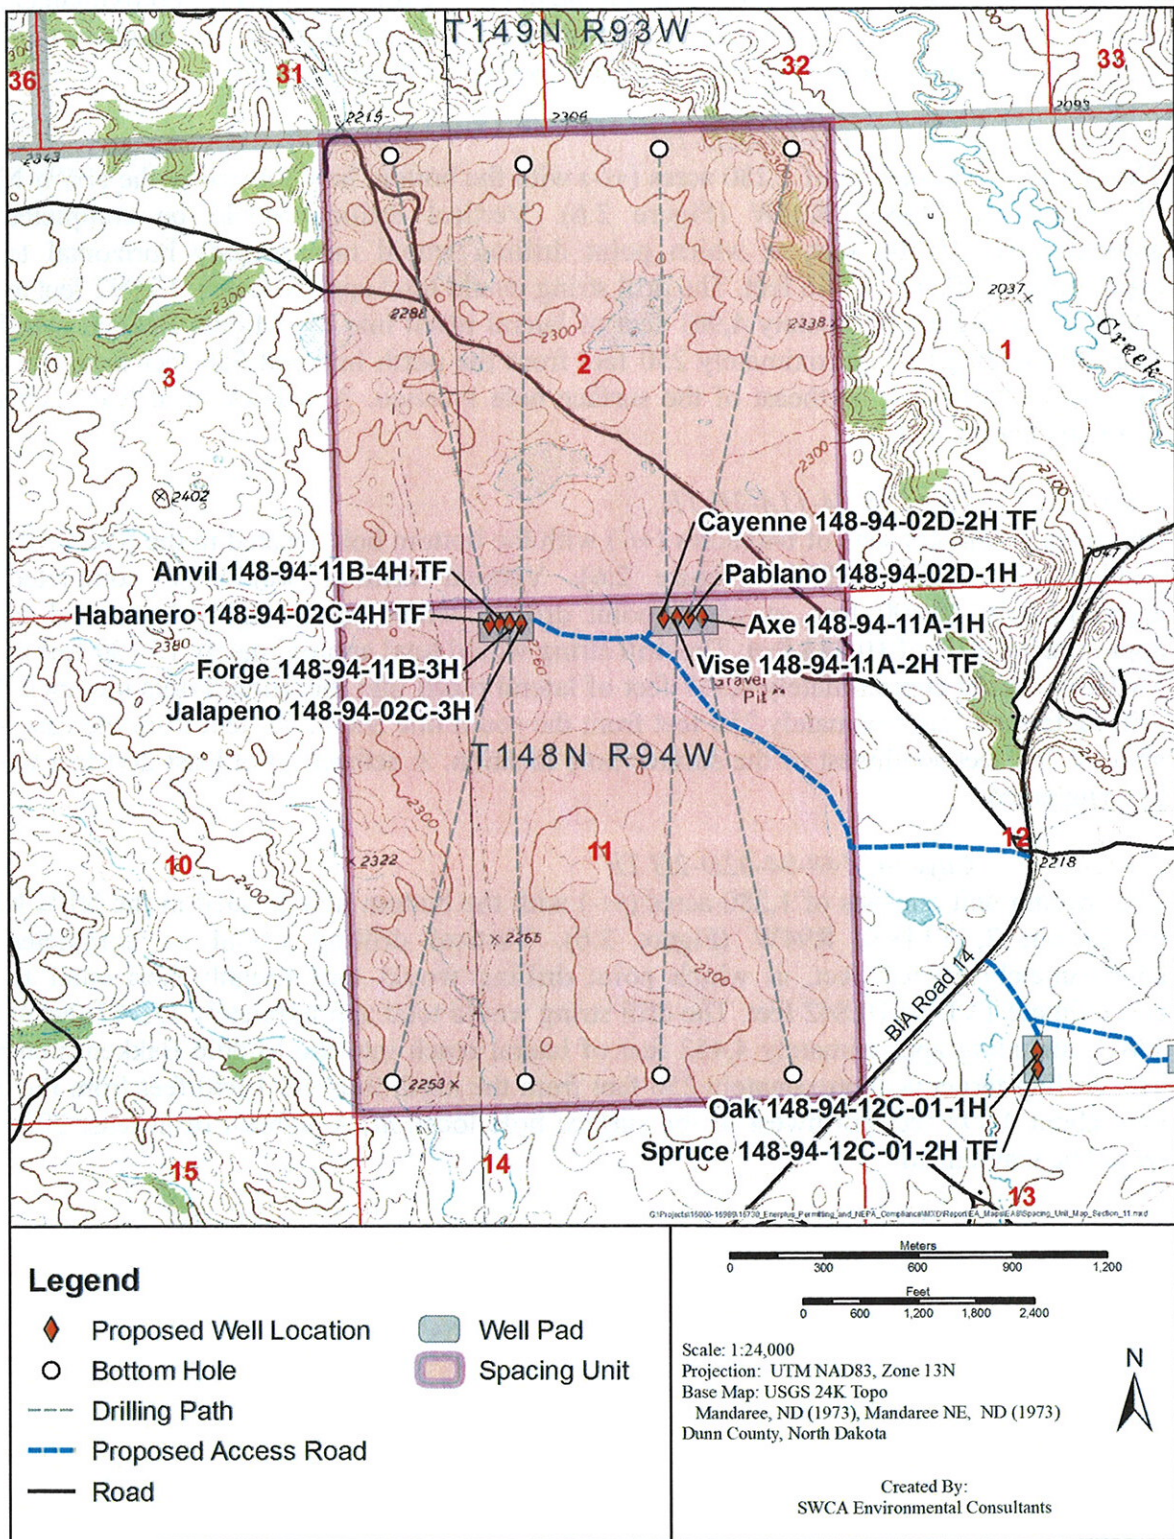 T149N R93W
36
31
32
33
2300
2215
2306
2093
2343
2300
2300
2037
2288
2300
2338
Creek
3
2
1
2300
2100
2402
Cayenne 148-94-02D-2H TF
Anvil 148-94-11B-4H TF
Pablano 148-94-02D-1H
Habanero 148-94-02C-4H TF
Axe 148-94-11A-1H
2380
Forge 148-94-11B-3H
2260
Vise 148-94-11A-2H TF
Gravel
Pit
Jalapeno 148-94-02C-3H
T148N R94W
2200
2300
12
10
2322
11
2218
2400
2265
2300
BIA Road 14
2253
Oak 148-94-12C-01-1H
Spruce 148-94-12C-01-2H TF
15
14
13
Legend
Proposed Well Location
Bottom Hole
Drilling Path
Proposed Access Road
Road
Well Pad
Spacing Unit
Meters
0 300 600 900 1,200
Feet
0 600 1,200 1,800 2,400
Scale: 1:24,000
Projection: UTM NAD83, Zone 13N
Base Map: USGS 24K Topo
Mandaree, ND (1973), Mandaree NE, ND (1973)
Dunn County, North Dakota
N
Created By:
SWCA Environmental Consultants